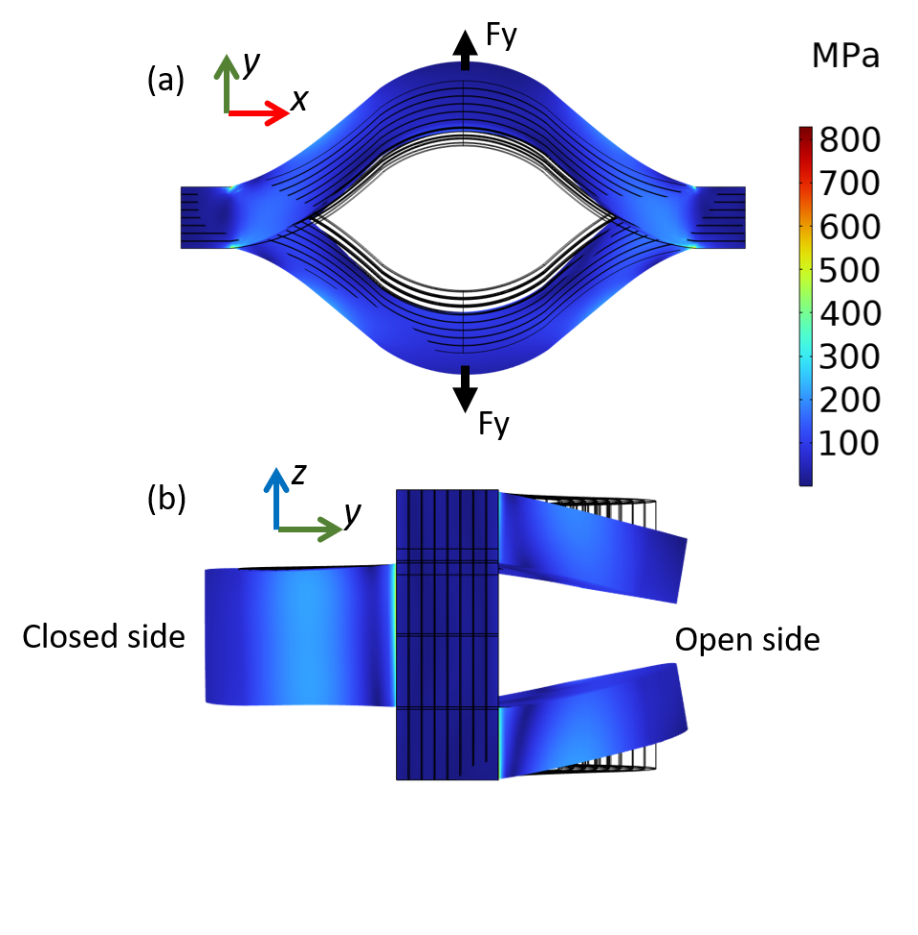 Fy
MPa
(a)
y
x
800
700
600
500
400
300
200
100
Fy
(b)
z
y
Closed side
Open side